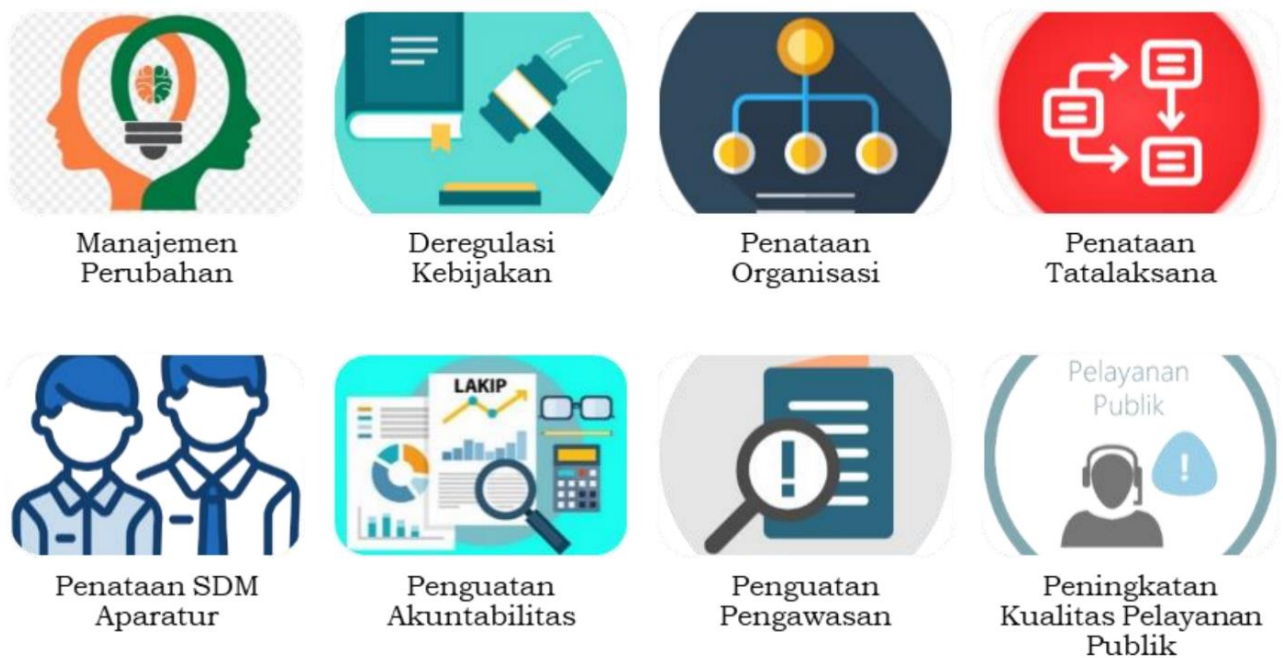 Manajemen
Perubahan
Deregulasi
Kebijakan
Penataan
Organisasi
Penataan
Tatalaksana
LAKIP
Pelayanan
Publik
Penataan SDM
Aparatur
Penguatan
Akuntabilitas
Penguatan
Pengawasan
Peningkatan
Kualitas Pelayanan
Publik